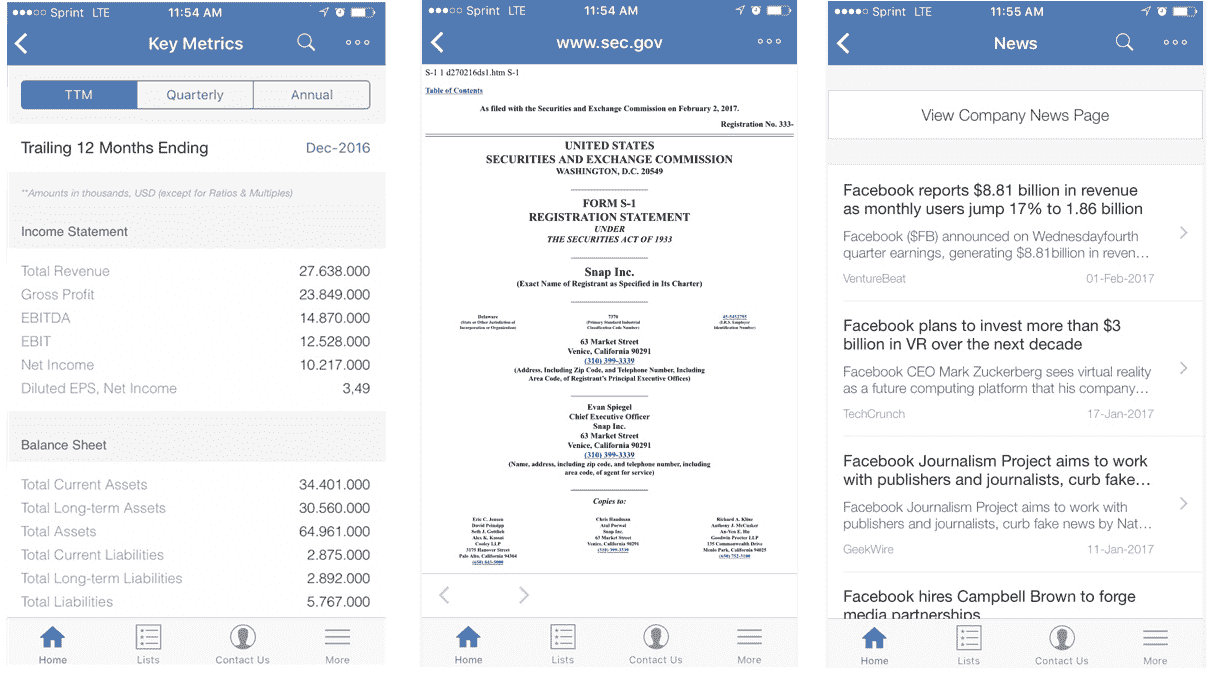 Sprint LTE 11:54 AM
Key Metrics
TTM Quarterly Annual
Trailing 12 Months Ending Dec-2016
**Amounts in thousands, USD (except for Ratios & Multiples)
Income Statement
Total Revenue 27.638.000
Gross Profit 23.849.000
EBITDA 14.870.000
EBIT 12.528.000
Net Income 10.217.000
Diluted EPS, Net Income 3,49
Balance Sheet
Total Current Assets 34.401.000
Total Long-term Assets 30.560.000
Total Assets 64.961.000
Total Current Liabilities 2.875.000
Total Long-term Liabilities 2.892.000
Total Liabilities 5.767.000
Home Lists Contact Us More
Sprint LTE 11:54 AM
www.sec.gov
S-1 1 d270216ds1.htm S-1
Table of Contents
As filed with the Securities and Exchange Commission on February 2, 2017.
Registration No. 333-
UNITED STATES
SECURITIES AND EXCHANGE COMMISSION
WASHINGTON, D.C. 20549
FORM S-1
REGISTRATION STATEMENT
UNDER
THE SECURITIES ACT OF 1933
Snap Inc.
(Exact Name of Registrant as Specified in Its Charter)
Delaware 7370 45-5452795
(State or Other Jurisdiction of (Primary Standard Industrial (I.R.S. Employer
Incorporation or Organization) Classification Code Number) Identification Number)
63 Market Street
Venice, California 90291
(310) 399-3339
(Address, Including Zip Code, and Telephone Number, Including
Area Code, of Registrant's Principal Executive Offices)
Evan Spiegel
Chief Executive Officer
Snap Inc.
63 Market Street
Venice, California 90291
(310) 399-3339
(Name, address, including zip code, and telephone number, including
area code, of agent for service)
Copies to:
Eric C. Jensen Chris Handman Richard A. Kline
David Peinsipp Atul Porwal Anthony J. McCusker
Seth J. Gottlieb Snap Inc. An-Yen E. Hu
Alex K. Kassai 63 Market Street Goodwin Procter LLP
Cooley LLP Venice, California 90291 135 Commonwealth Drive
3175 Hanover Street (310) 399-3339 Menlo Park, California 94025
Palo Alto, California 94304 (650) 752-3100
(650) 843-5000
Home Lists Contact Us More
Sprint LTE 11:55 AM
News
View Company News Page
Facebook reports $8.81 billion in revenue
as monthly users jump 17% to 1.86 billion
Facebook ($FB) announced on Wednesdayfourth
quarter earnings, generating $8.81billion in reven…
VentureBeat 01-Feb-2017
Facebook plans to invest more than $3
billion in VR over the next decade
Facebook CEO Mark Zuckerberg sees virtual reality
as a future computing platform that his company…
TechCrunch 17-Jan-2017
Facebook Journalism Project aims to work
with publishers and journalists, curb fake…
Facebook Journalism Project aims to work with
publishers and journalists, curb fake news by Nat…
GeekWire 11-Jan-2017
Facebook hires Campbell Brown to forge
media partnerships
Home Lists Contact Us More